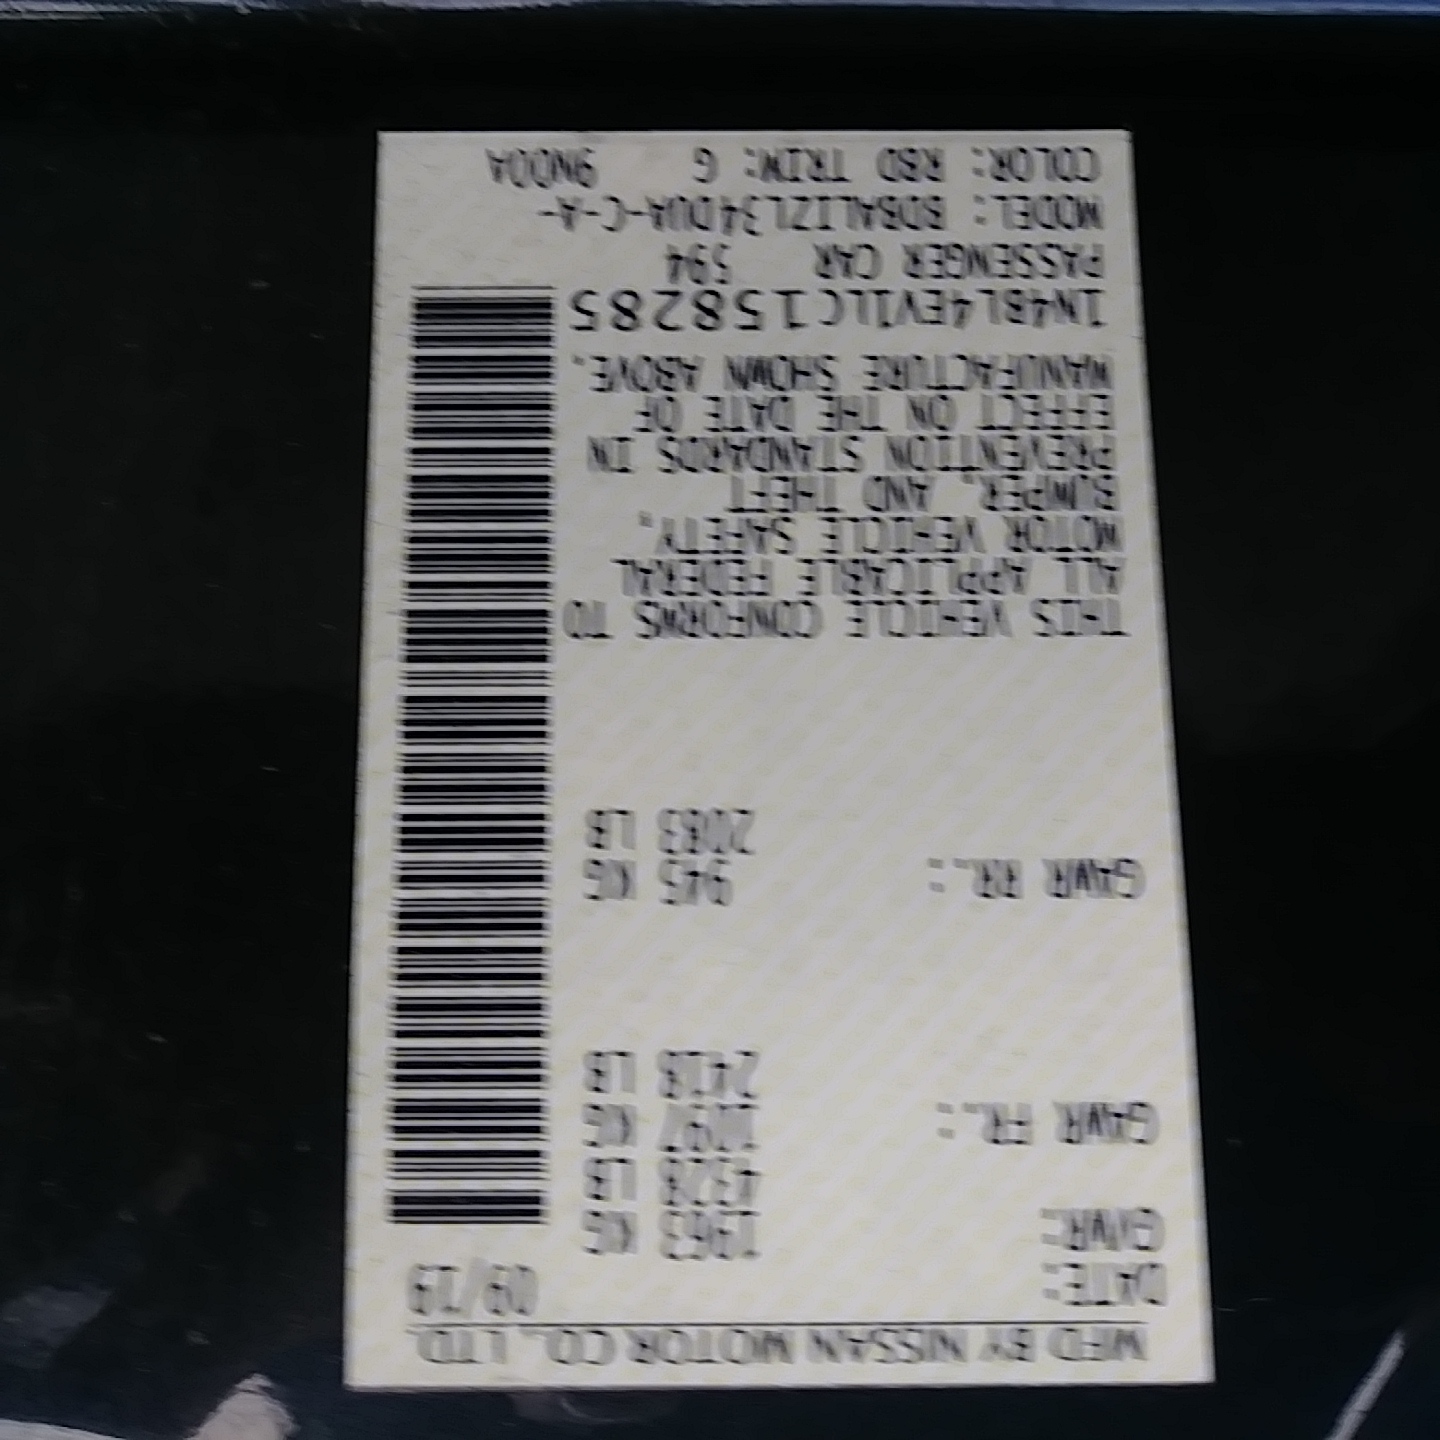 MFD BY NISSAN MOTOR CO., LTD.
DATE: 09/19
GVWR: 1963 KG
4328 LB
GAWR FR.: 1097 KG
2418 LB
GAWR RR.: 945 KG
2083 LB
THIS VEHICLE CONFORMS TO
ALL APPLICABLE FEDERAL
MOTOR VEHICLE SAFETY,
BUMPER, AND THEFT
PREVENTION STANDARDS IN
EFFECT ON THE DATE OF
MANUFACTURE SHOWN ABOVE.
1N4BL4EV1LC158285
PASSENGER CAR 594
MODEL: BDBALIZL34DUA-C-A-
COLOR: RBD TRIM: G 9N00A